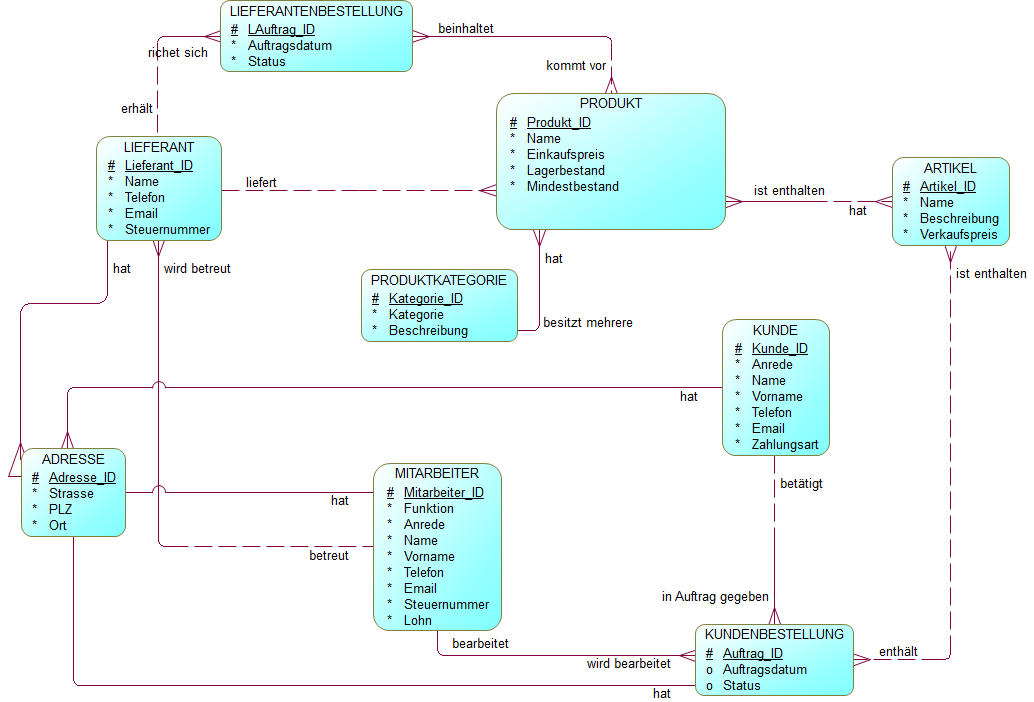 LIEFERANTENBESTELLUNG
# LAuftrag_ID
* Auftragsdatum
* Status
beinhaltet
richet sich
kommt vor
erhält
PRODUKT
# Produkt_ID
* Name
* Einkaufspreis
* Lagerbestand
* Mindestbestand
LIEFERANT
# Lieferant_ID
* Name
* Telefon
* Email
* Steuernummer
liefert
ARTIKEL
# Artikel_ID
* Name
* Beschreibung
* Verkaufspreis
ist enthalten
hat
hat
wird betreut
hat
ist enthalten
PRODUKTKATEGORIE
# Kategorie_ID
* Kategorie
* Beschreibung
besitzt mehrere
KUNDE
# Kunde_ID
* Anrede
* Name
* Vorname
* Telefon
* Email
* Zahlungsart
hat
ADRESSE
# Adresse_ID
* Strasse
* PLZ
* Ort
MITARBEITER
# Mitarbeiter_ID
* Funktion
* Anrede
* Name
* Vorname
* Telefon
* Email
* Steuernummer
* Lohn
betätigt
hat
betreut
in Auftrag gegeben
KUNDENBESTELLUNG
# Auftrag_ID
o Auftragsdatum
o Status
bearbeitet
wird bearbeitet
enthält
hat